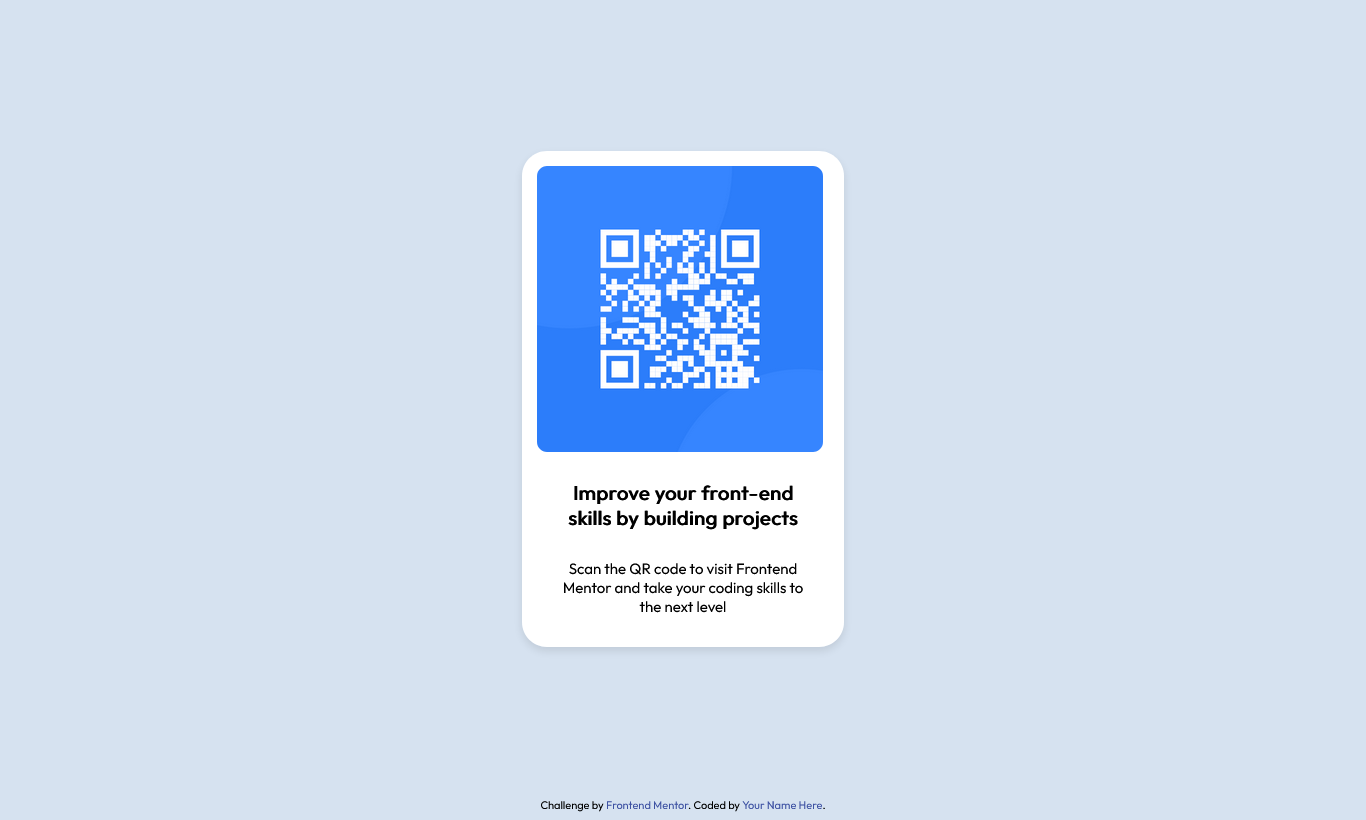 Improve your front-end
skills by building projects
Scan the QR code to visit Frontend
Mentor and take your coding skills to
the next level
Challenge by Frontend Mentor. Coded by Your Name Here.